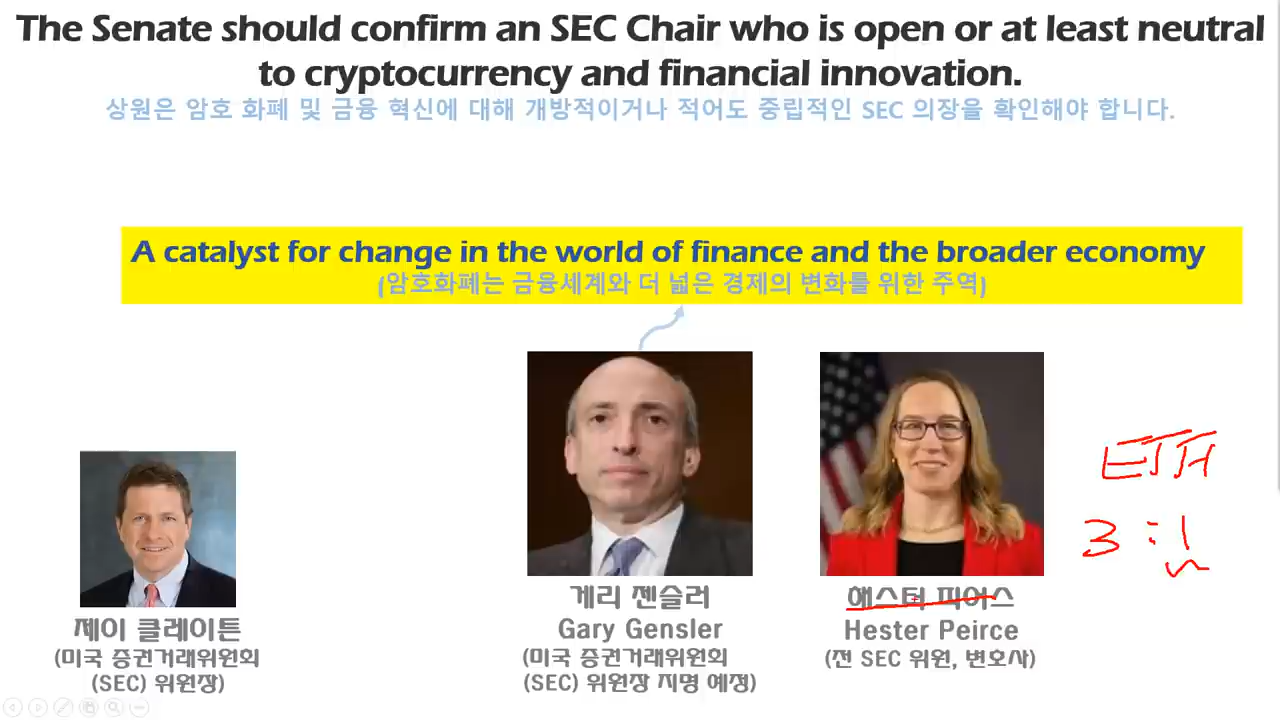 The Senate should confirm an SEC Chair who is open or at least neutral
to cryptocurrency and financial innovation.
상원은 암호 화폐 및 금융 혁신에 대해 개방적이거나 적어도 중립적인 SEC 의장을 확인해야 합니다.
A catalyst for change in the world of finance and the broader economy
(암호화폐는 금융세계와 더 넓은 경제의 변화를 위한 주역)
제이 클레이튼
(미국 증권거래위원회
(SEC) 위원장)
게리 젠슬러
Gary Gensler
(미국 증권거래위원회
(SEC) 위원장 지명 예정)
헤스터 피어스
Hester Peirce
(전 SEC 위원, 변호사)
ETH
3 : 1